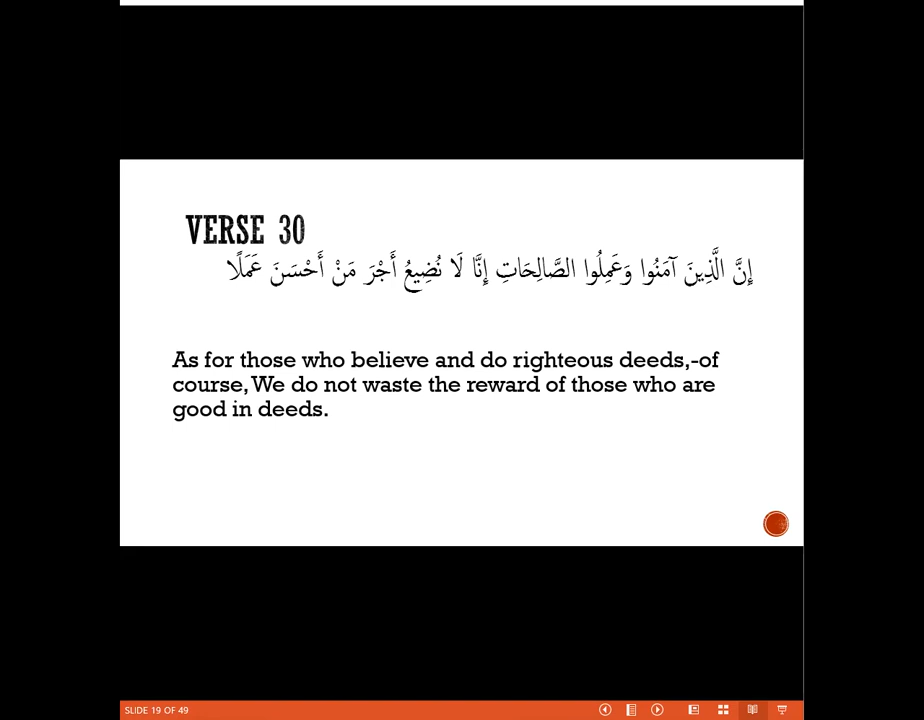 VERSE 30
إِنَّ الَّذِينَ آمَنُوا وَعَمِلُوا الصَّالِحَاتِ إِنَّا لَا نُضِيعُ أَجْرَ مَنْ أَحْسَنَ عَمَلًا
As for those who believe and do righteous deeds,-of
course, We do not waste the reward of those who are
good in deeds.
SLIDE 19 OF 49